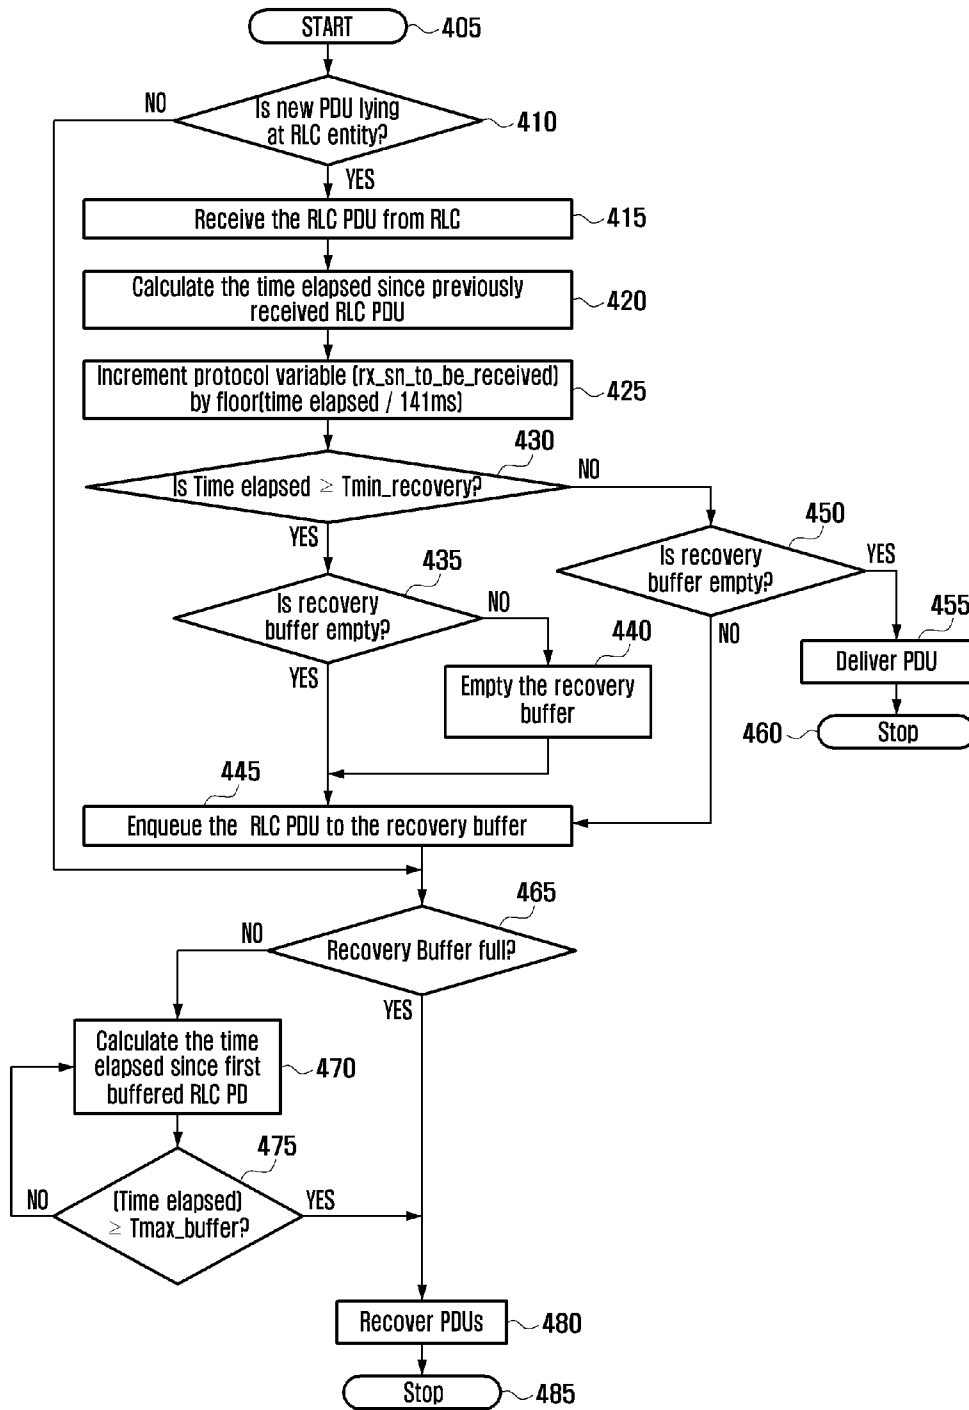 START
405
NO
Is new PDU lying
at RLC entity?
410
YES
Receive the RLC PDU from RLC
415
Calculate the time elapsed since previously
received RLC PDU
420
Increment protocol variable (rx_sn_to_be_received)
by floor(time elapsed / 141ms)
425
430
Is Time elapsed ≥ Tmin_recovery?
NO
YES
450
Is recovery
buffer empty?
YES
NO
435
Is recovery
buffer empty?
NO
YES
440
Empty the recovery
buffer
455
Deliver PDU
460
Stop
445
Enqueue the RLC PDU to the recovery buffer
465
NO
Recovery Buffer full?
YES
Calculate the time
elapsed since first
buffered RLC PD
470
475
NO
(Time elapsed)
≥ Tmax_buffer?
YES
Recover PDUs
480
Stop
485